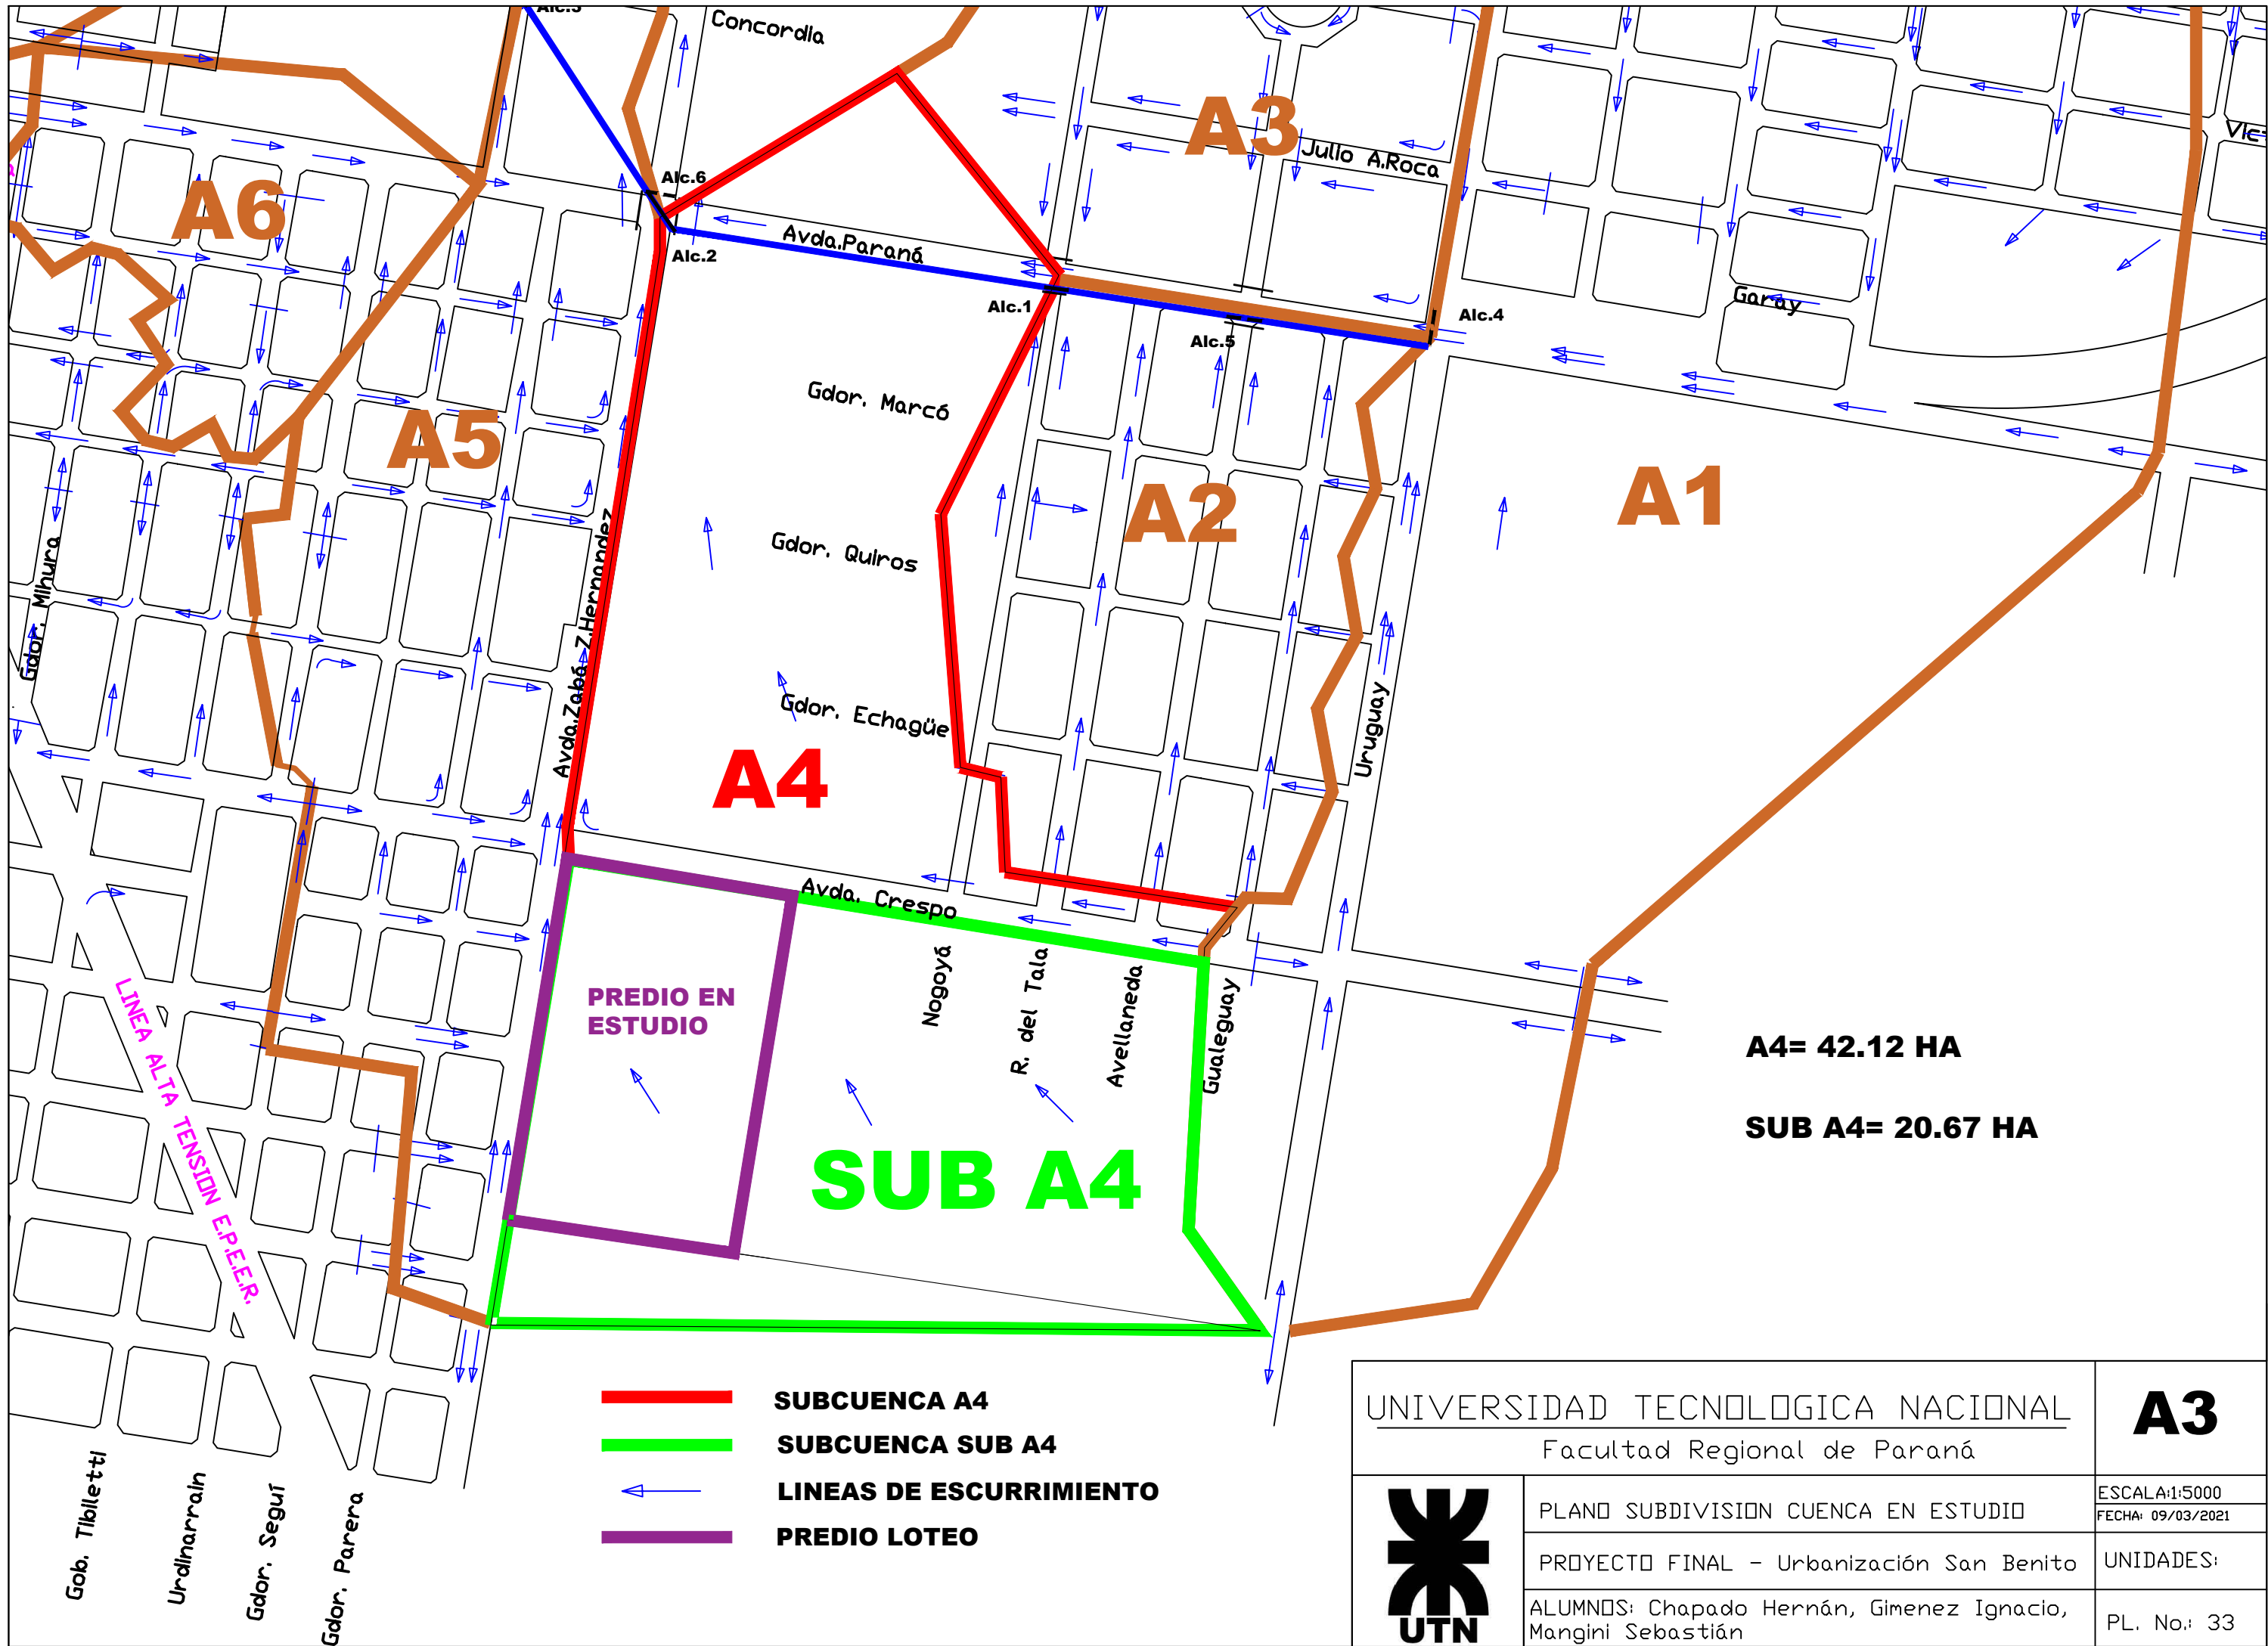 Alc.3
Concordia
A3
Julio A.Roca
A6
Alc.6
Avda.Paraná
Alc.2
Alc.1
Alc.5
Alc.4
Garay
Gdor. Marcó
A5
A2
A1
Gdor. Quiros
Gdor. Mihura
Avda.Zabá Z.Hernandez
Gdor. Echagüe
Uruguay
A4
Avda. Crespo
PREDIO EN
ESTUDIO
Nogoyá
R. del Tala
Avellaneda
Gualeguay
LINEA ALTA TENSION E.P.E.E.R.
A4= 42.12 HA
SUB A4= 20.67 HA
SUB A4
SUBCUENCA A4
SUBCUENCA SUB A4
LINEAS DE ESCURRIMIENTO
PREDIO LOTEO
Gob. Tibiletti
Urdinarrain
Gdor. Seguí
Gdor. Parera
UNIVERSIDAD TECNOLOGICA NACIONAL
Facultad Regional de Paraná
A3
PLANO SUBDIVISION CUENCA EN ESTUDIO
ESCALA:1:5000
FECHA: 09/03/2021
PROYECTO FINAL - Urbanización San Benito
UNIDADES:
ALUMNOS: Chapado Hernán, Gimenez Ignacio,
Mangini Sebastián
PL. No.: 33
UTN